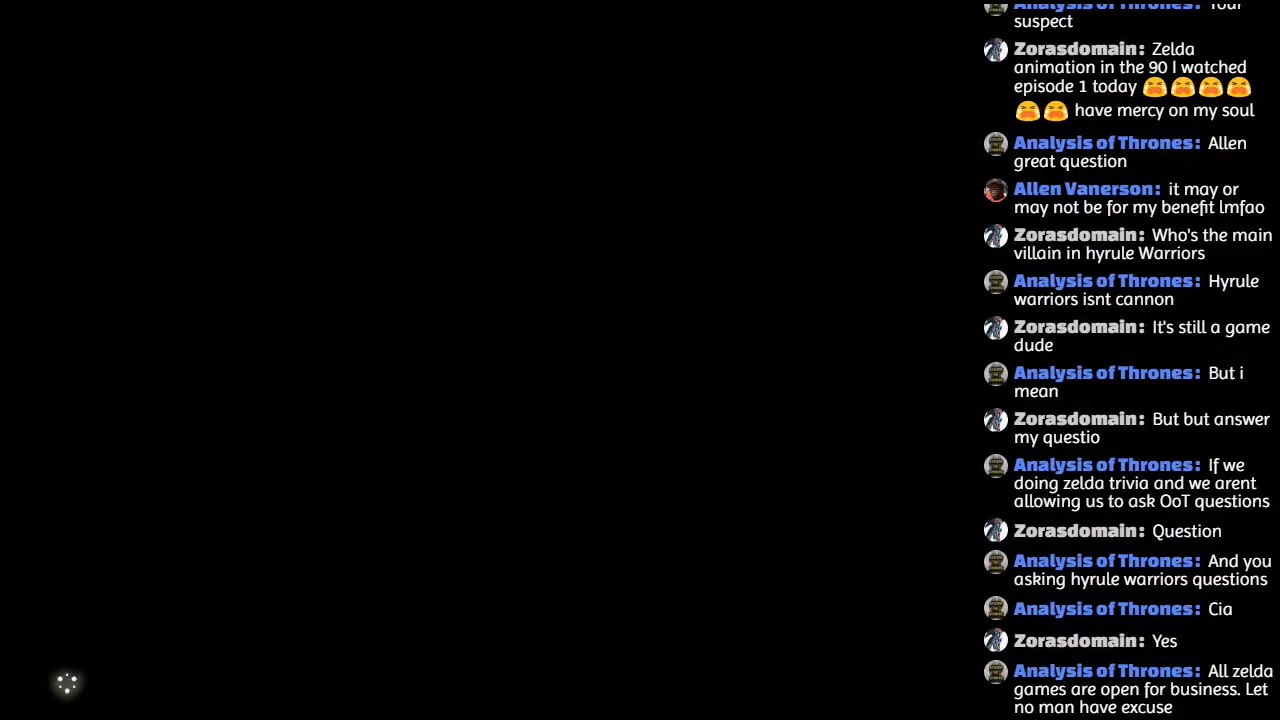 Analysis of Thrones: Your
suspect
Zorasdomain: Zelda
animation in the 90 I watched
episode 1 today 😫😫😫😫
😫😫 have mercy on my soul
Analysis of Thrones: Allen
great question
Allen Vanerson: it may or
may not be for my benefit lmfao
Zorasdomain: Who's the main
villain in hyrule Warriors
Analysis of Thrones: Hyrule
warriors isnt cannon
Zorasdomain: It's still a game
dude
Analysis of Thrones: But i
mean
Zorasdomain: But but answer
my questio
Analysis of Thrones: If we
doing zelda trivia and we arent
allowing us to ask OoT questions
Zorasdomain: Question
Analysis of Thrones: And you
asking hyrule warriors questions
Analysis of Thrones: Cia
Zorasdomain: Yes
Analysis of Thrones: All zelda
games are open for business. Let
no man have excuse